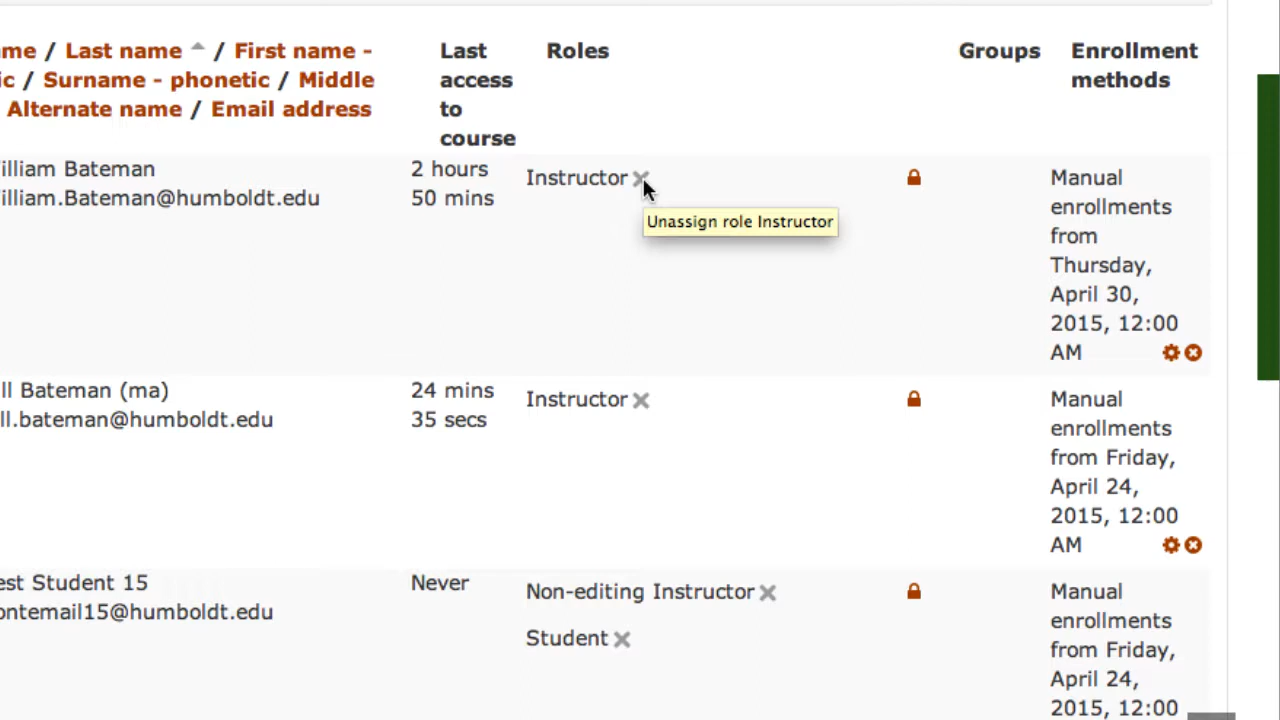 ame / Last name / First name -
ic / Surname - phonetic / Middle
Alternate name / Email address
Last
access
to
course
Roles
Groups
Enrollment
methods
illiam Bateman
illiam.Bateman@humboldt.edu
2 hours
50 mins
Instructor
Unassign role Instructor
Manual
enrollments
from
Thursday,
April 30,
2015, 12:00
AM
ll Bateman (ma)
ll.bateman@humboldt.edu
24 mins
35 secs
Instructor
Manual
enrollments
from Friday,
April 24,
2015, 12:00
AM
est Student 15
ontemail15@humboldt.edu
Never
Non-editing Instructor
Student
Manual
enrollments
from Friday,
April 24,
2015, 12:00